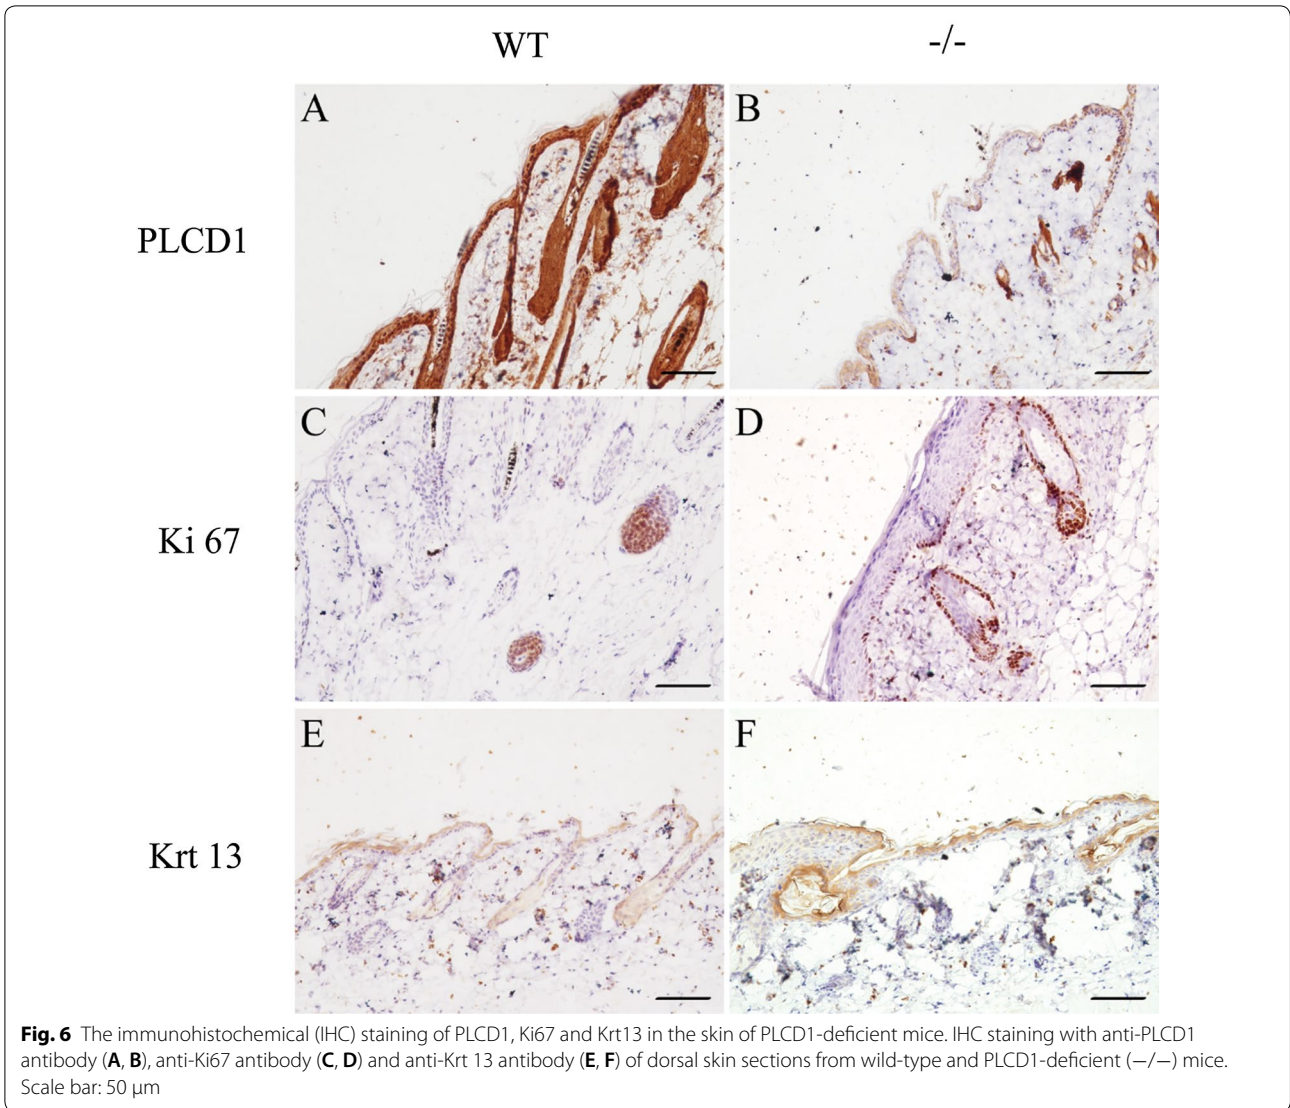 WT
-/-
A
B
PLCD1
C
D
Ki 67
E
F
Krt 13
Fig. 6 The immunohistochemical (IHC) staining of PLCD1, Ki67 and Krt13 in the skin of PLCD1-deficient mice. IHC staining with anti-PLCD1
antibody (A, B), anti-Ki67 antibody (C, D) and anti-Krt 13 antibody (E, F) of dorsal skin sections from wild-type and PLCD1-deficient (−/−) mice.
Scale bar: 50 μm